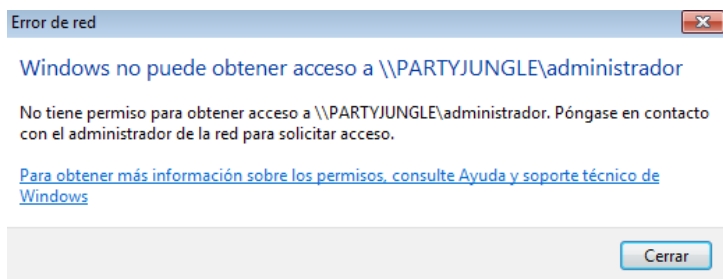 Error de red
Windows no puede obtener acceso a \\PARTYJUNGLE\administrador
No tiene permiso para obtener acceso a \\PARTYJUNGLE\administrador. Póngase en contacto
con el administrador de la red para solicitar acceso.
Para obtener más información sobre los permisos, consulte Ayuda y soporte técnico de
Windows
Cerrar